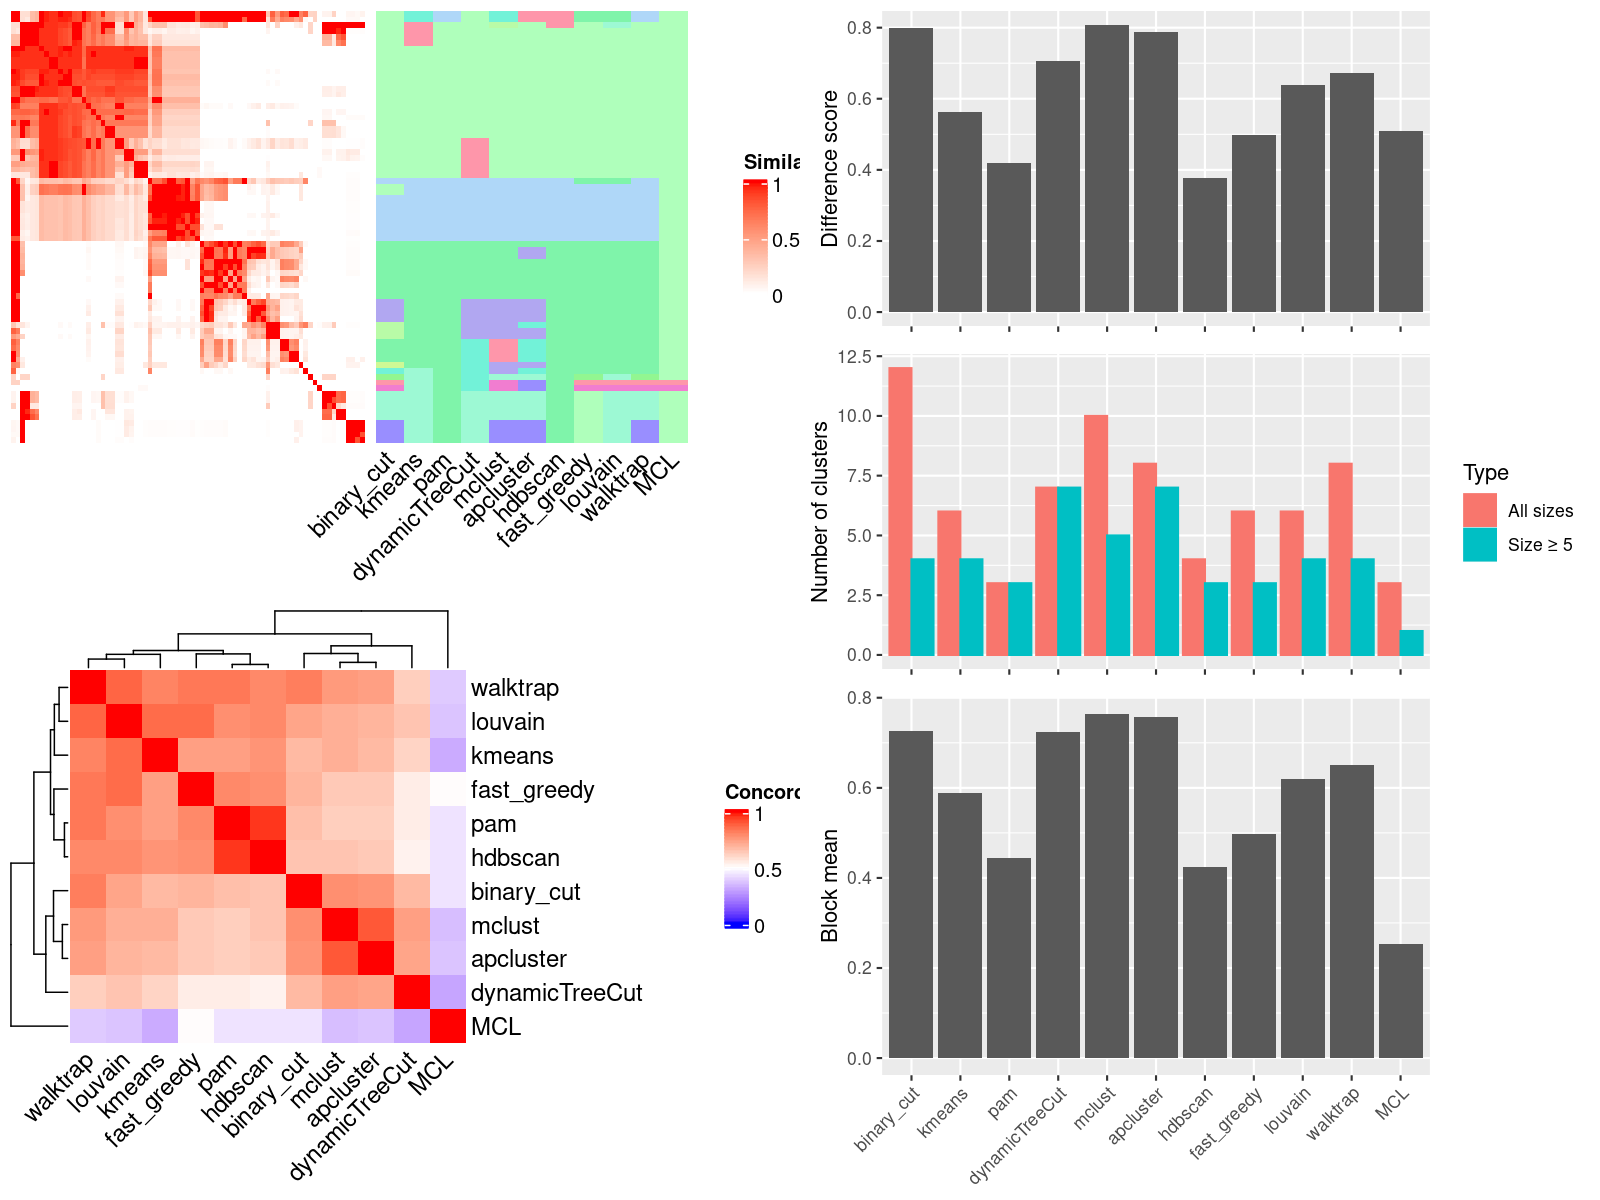 Simila
1
0.5
0
binary_cut
kmeans
pam
dynamicTreeCut
mclust
apcluster
hdbscan
fast_greedy
louvain
walktrap
MCL
walktrap
louvain
kmeans
fast_greedy
pam
hdbscan
binary_cut
mclust
apcluster
dynamicTreeCut
MCL
Concord
1
0.5
0
walktrap
louvain
kmeans
fast_greedy
pam
hdbscan
binary_cut
mclust
apcluster
dynamicTreeCut
MCL
Difference score
0.8
0.6
0.4
0.2
0.0
Number of clusters
12.5
10.0
7.5
5.0
2.5
0.0
Type
All sizes
Size ≥ 5
Block mean
0.8
0.6
0.4
0.2
0.0
binary_cut
kmeans
pam
dynamicTreeCut
mclust
apcluster
hdbscan
fast_greedy
louvain
walktrap
MCL